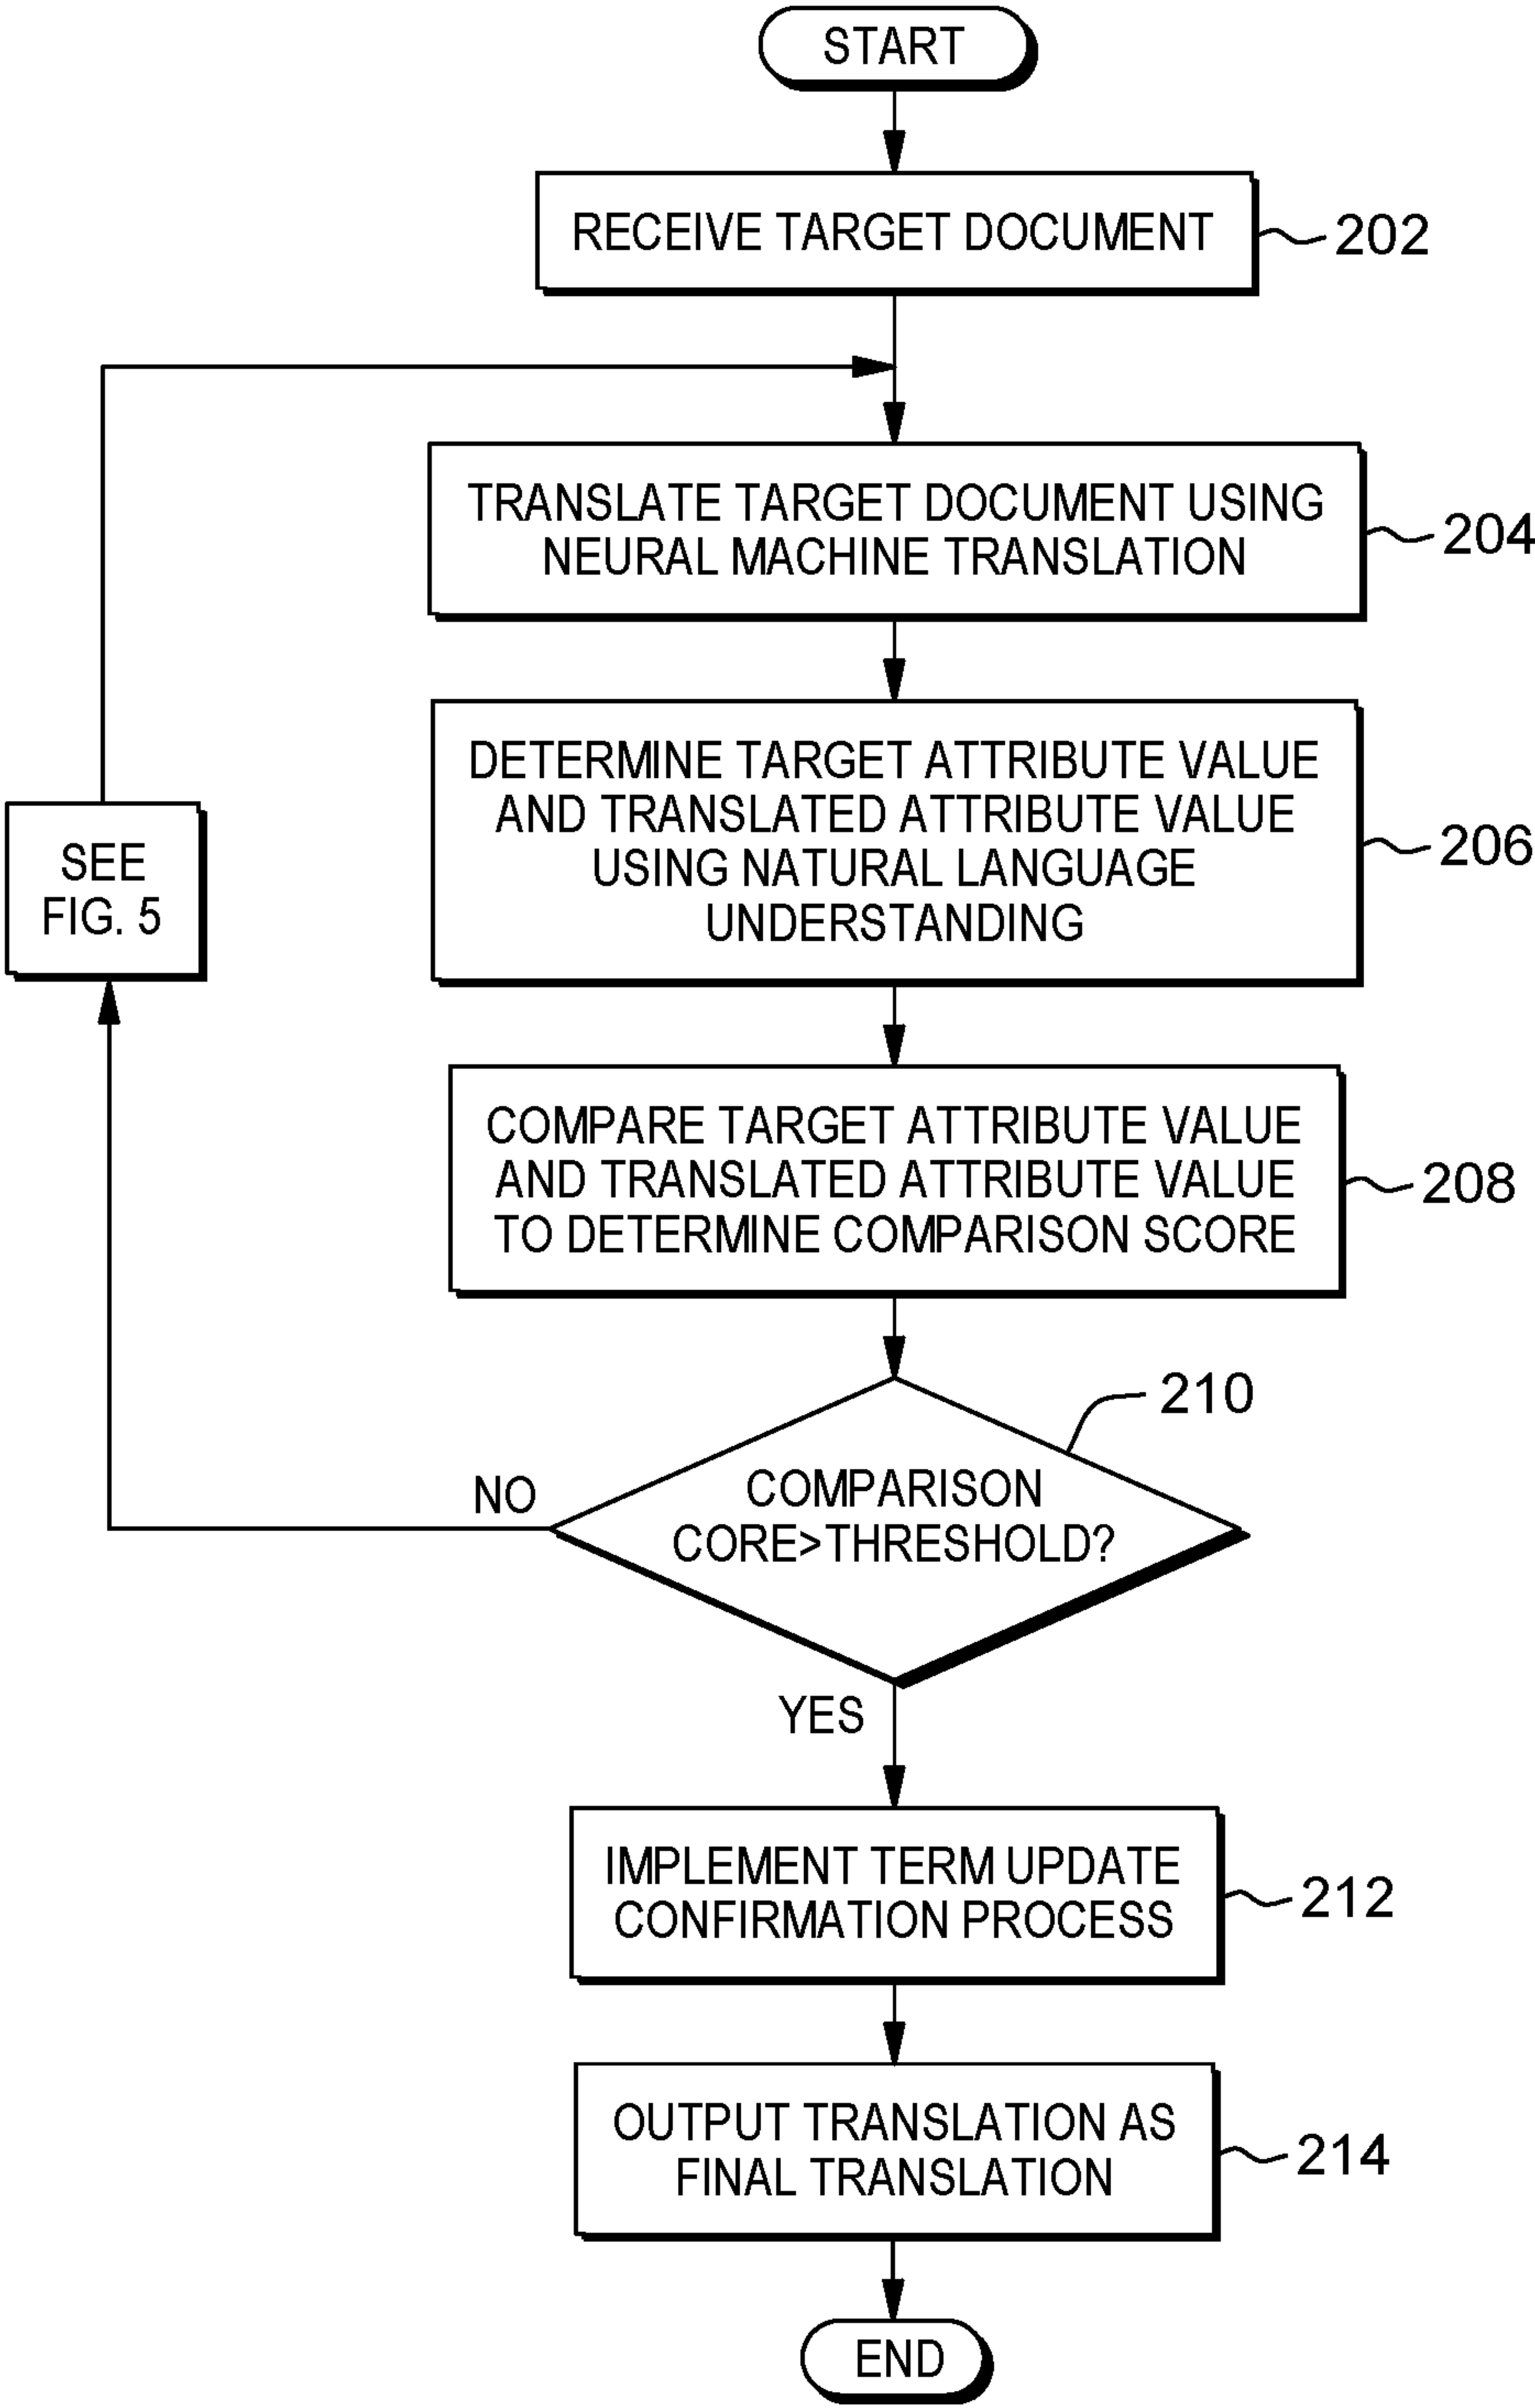 START
RECEIVE TARGET DOCUMENT
202
TRANSLATE TARGET DOCUMENT USING
NEURAL MACHINE TRANSLATION
204
DETERMINE TARGET ATTRIBUTE VALUE
AND TRANSLATED ATTRIBUTE VALUE
USING NATURAL LANGUAGE
UNDERSTANDING
206
SEE
FIG. 5
COMPARE TARGET ATTRIBUTE VALUE
AND TRANSLATED ATTRIBUTE VALUE
TO DETERMINE COMPARISON SCORE
208
210
COMPARISON
CORE>THRESHOLD?
NO
YES
IMPLEMENT TERM UPDATE
CONFIRMATION PROCESS
212
OUTPUT TRANSLATION AS
FINAL TRANSLATION
214
END